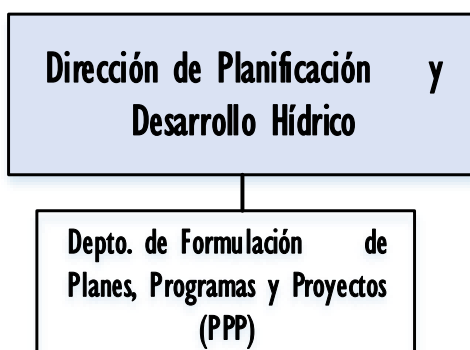 Dirección de Planificación y
Desarrollo Hídrico
Depto. de Formulación de
Planes, Programas y Proyectos
(PPP)